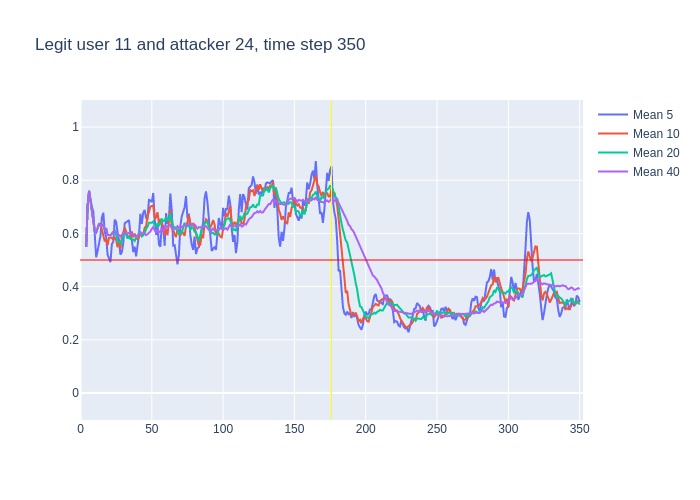 Legit user 11 and attacker 24, time step 350
Mean 5
Mean 10
Mean 20
Mean 40
1
0.8
0.6
0.4
0.2
0
0 50 100 150 200 250 300 350